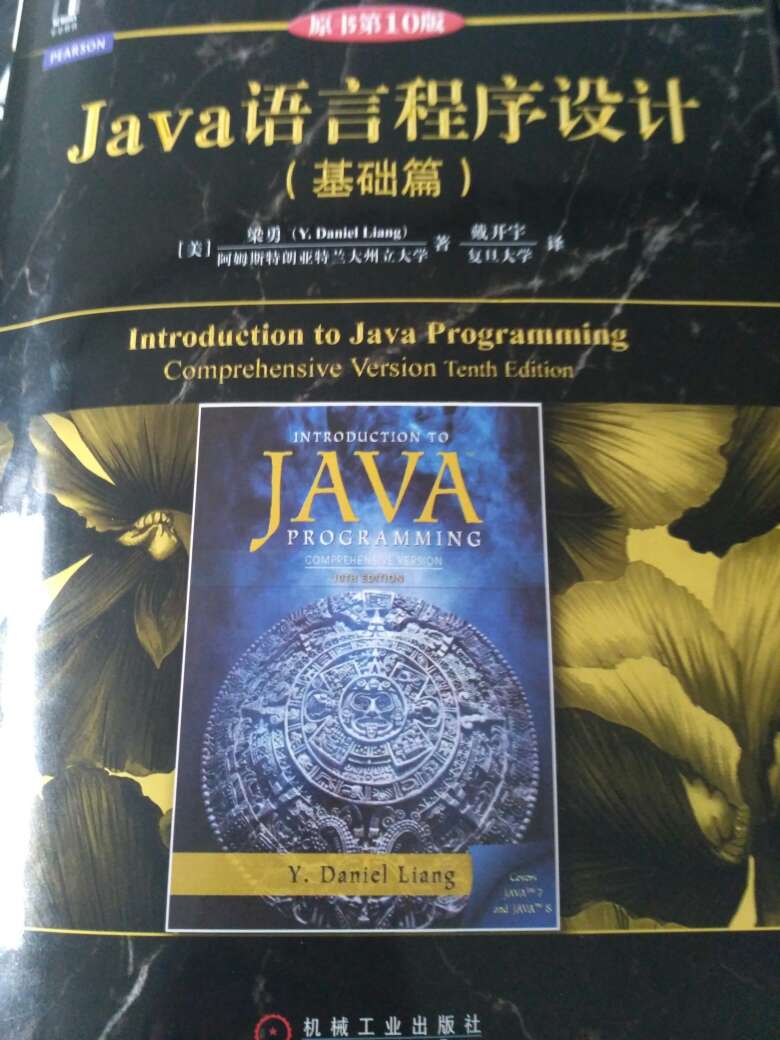 原书第10版
PEARSON
Java语言程序设计
（基础篇）
[美] 梁勇（Y. Daniel Liang） 著 戴开宇 译
阿姆斯特朗亚特兰大州立大学 复旦大学
Introduction to Java Programming
Comprehensive Version Tenth Edition
INTRODUCTION TO
JAVA
PROGRAMMING
COMPREHENSIVE VERSION
10TH EDITION
Y. Daniel Liang
Covers
JAVA™ 7
and JAVA™ 8
机械工业出版社